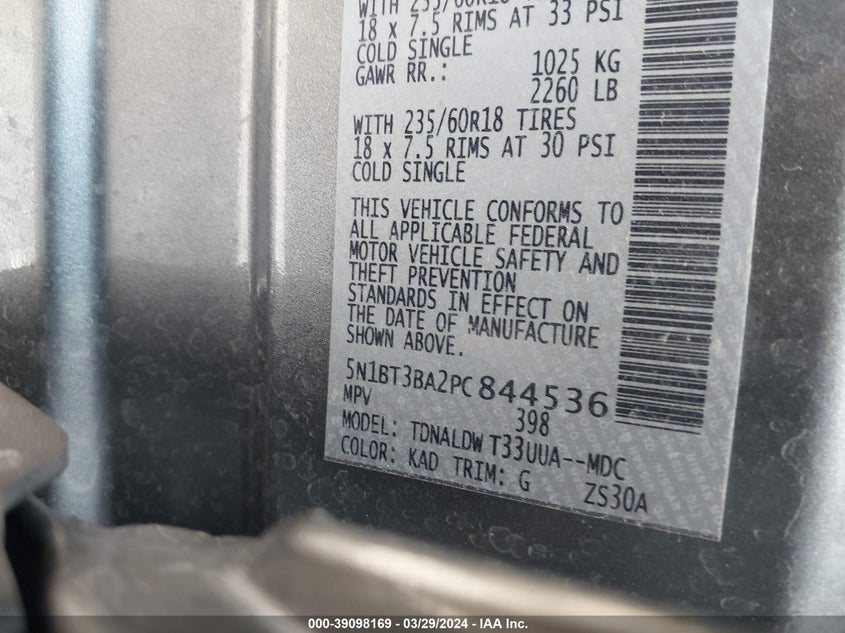 WITH 235/60R18
18 x 7.5 RIMS AT 33 PSI
COLD SINGLE
GAWR RR.: 1025 KG
2260 LB
WITH 235/60R18 TIRES
18 x 7.5 RIMS AT 30 PSI
COLD SINGLE
THIS VEHICLE CONFORMS TO
ALL APPLICABLE FEDERAL
MOTOR VEHICLE SAFETY AND
THEFT PREVENTION
STANDARDS IN EFFECT ON
THE DATE OF MANUFACTURE
SHOWN ABOVE.
5N1BT3BA2PC844536
MPV 398
MODEL: TDNALDW T33UUA--MDC
COLOR: KAD TRIM: G ZS30A
000-39098169 / 03/29/2024 - IAA Inc.